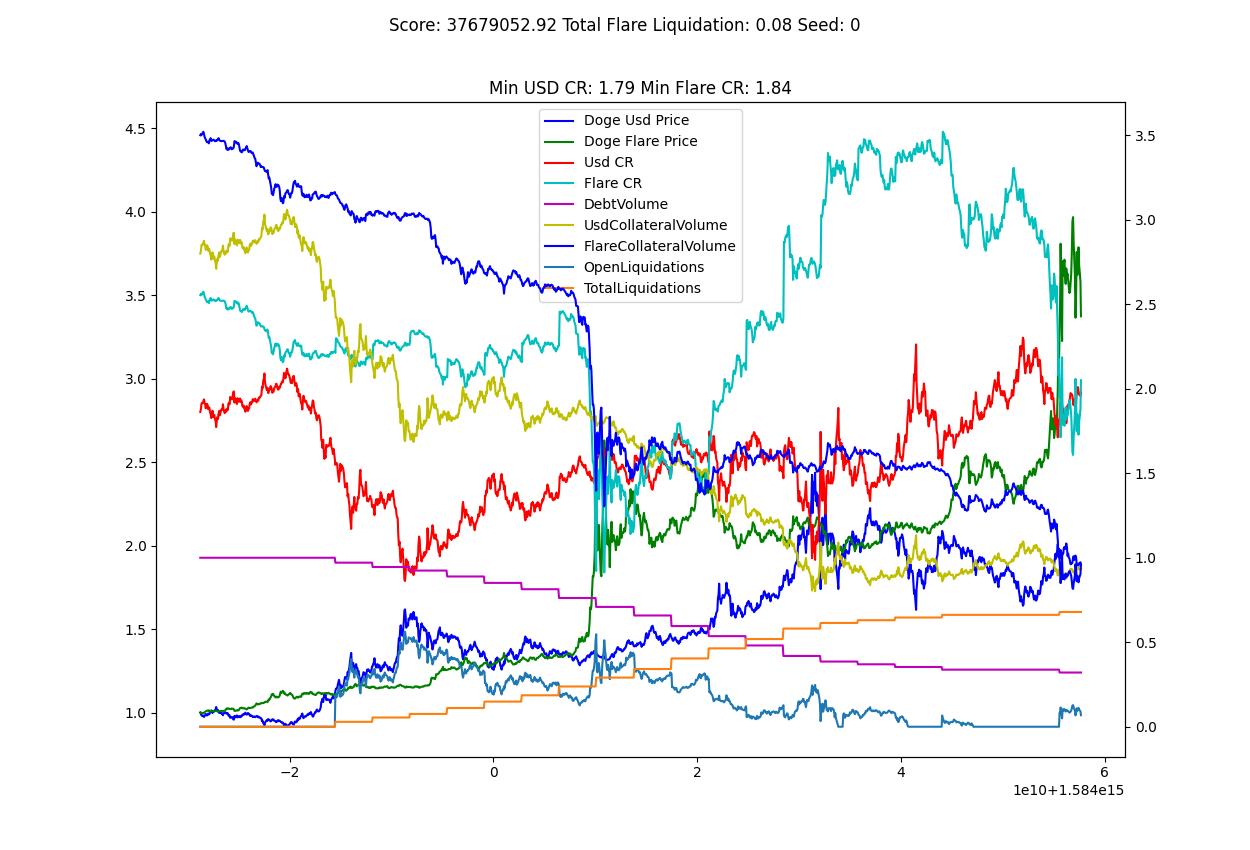 Score: 37679052.92 Total Flare Liquidation: 0.08 Seed: 0
Min USD CR: 1.79 Min Flare CR: 1.84
Doge Usd Price
Doge Flare Price
Usd CR
Flare CR
DebtVolume
UsdCollateralVolume
FlareCollateralVolume
OpenLiquidations
TotalLiquidations
4.5
4.0
3.5
3.0
2.5
2.0
1.5
1.0
3.5
3.0
2.5
2.0
1.5
1.0
0.5
0.0
−2
0
2
4
6
1e10+1.584e15